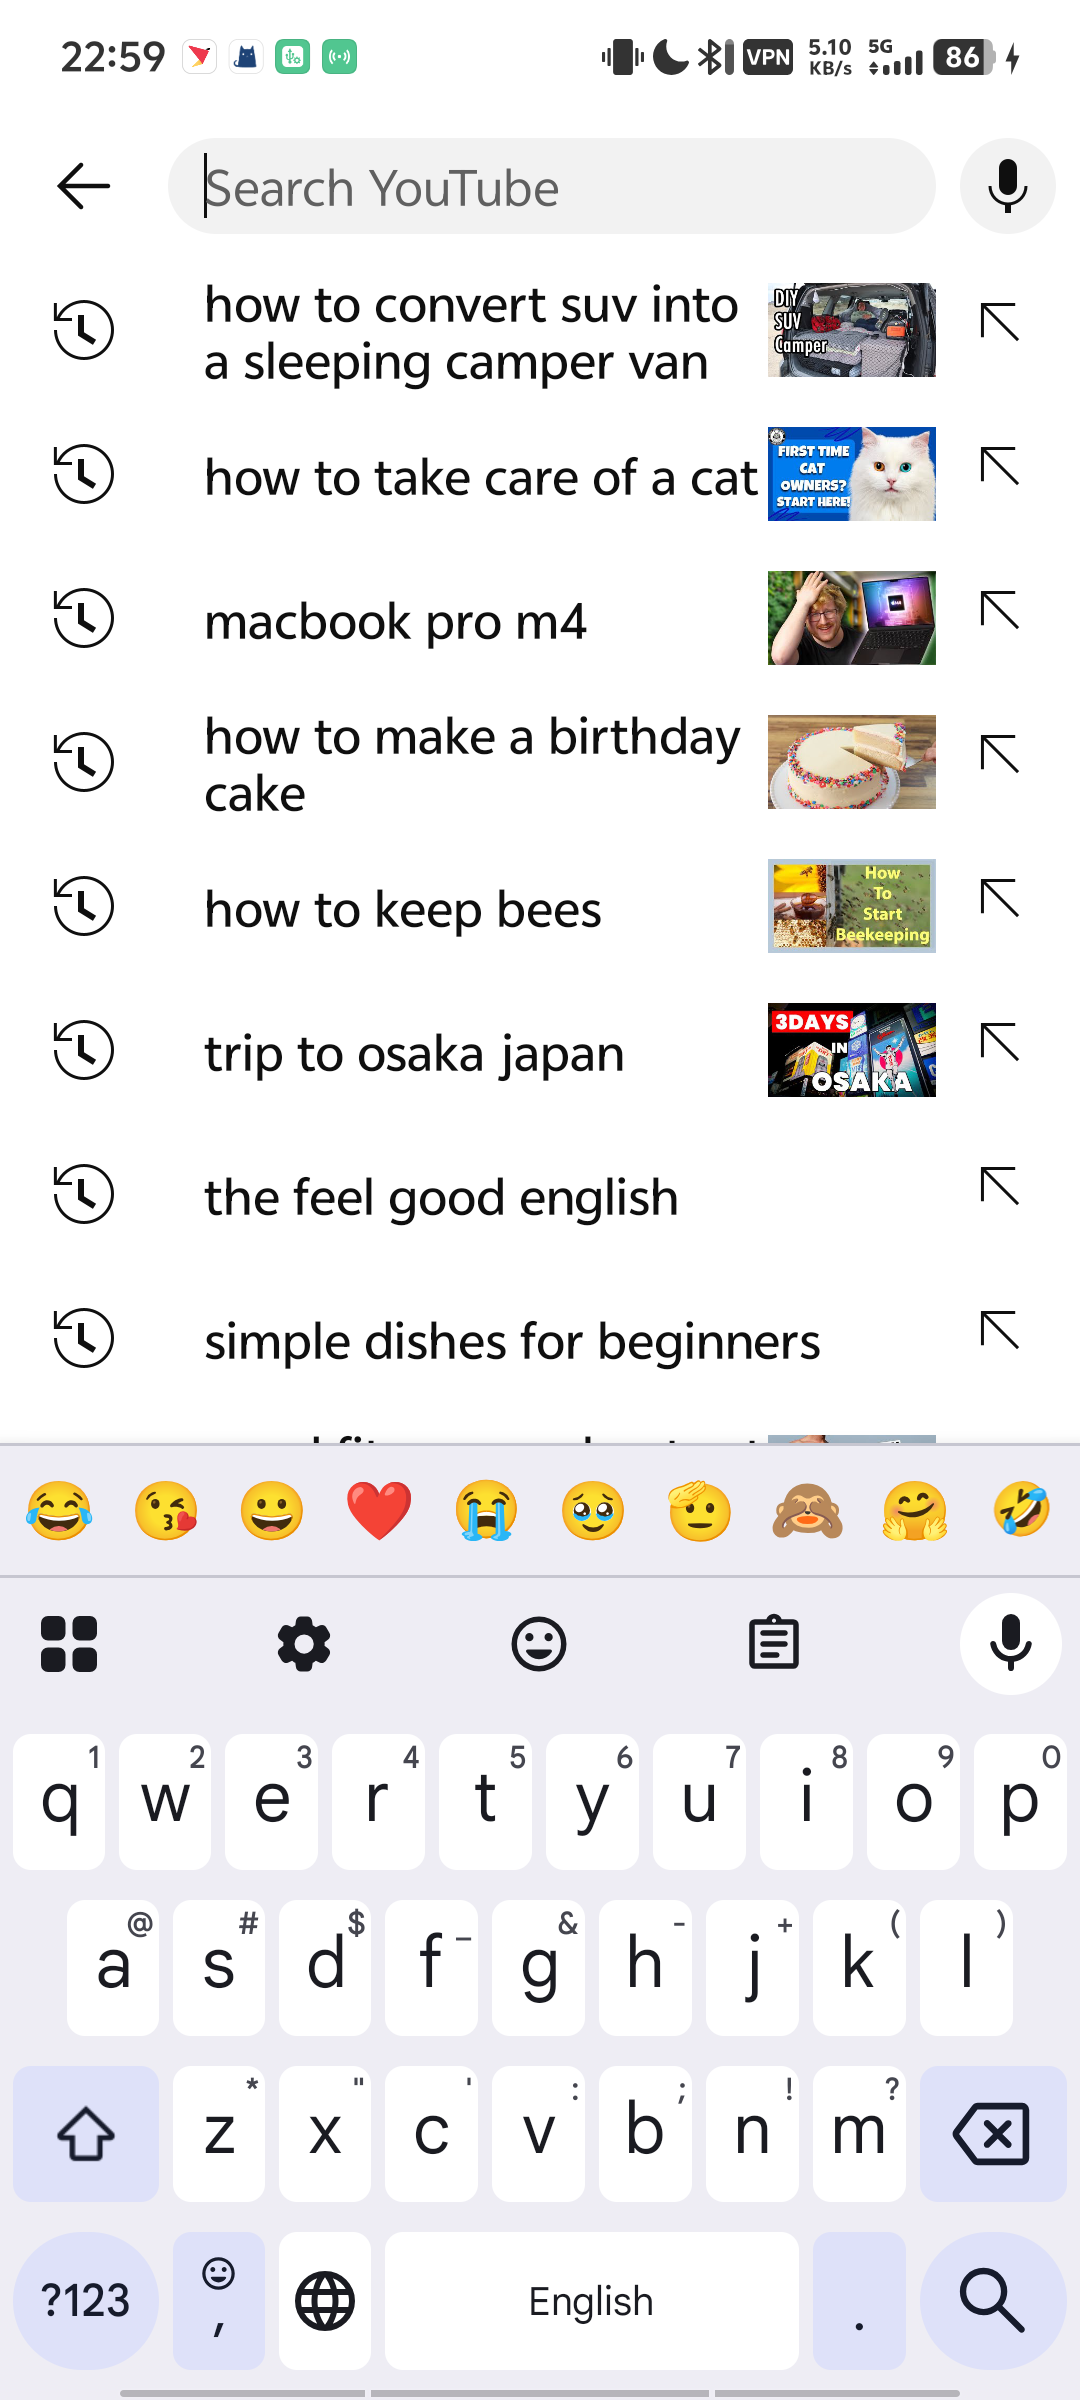 22:59
VPN
5.10
KB/s
5G
86
Search YouTube
how to convert suv into
a sleeping camper van
DIY
SUV
Camper
how to take care of a cat
FIRST TIME
CAT
OWNERS?
START HERE!
macbook pro m4
how to make a birthday
cake
how to keep bees
How
To
Start
Beekeeping
trip to osaka japan
3DAYS
IN
OSAKA
the feel good english
simple dishes for beginners
1 2 3 4 5 6 7 8 9 0
q w e r t y u i o p
@ # $ _ & - + ( )
a s d f g h j k l
* " ' : ; ! ?
z x c v b n m
?123 , English .